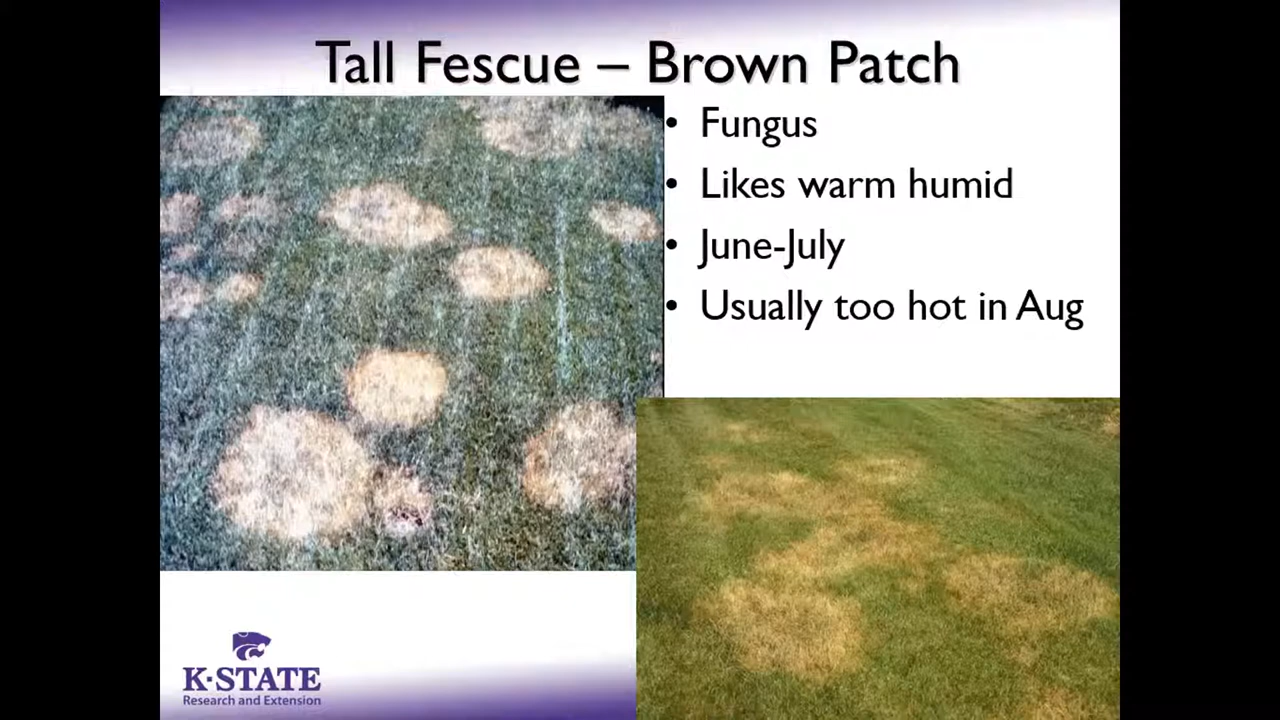 Tall Fescue – Brown Patch
• Fungus
• Likes warm humid
• June-July
• Usually too hot in Aug
K-STATE
Research and Extension